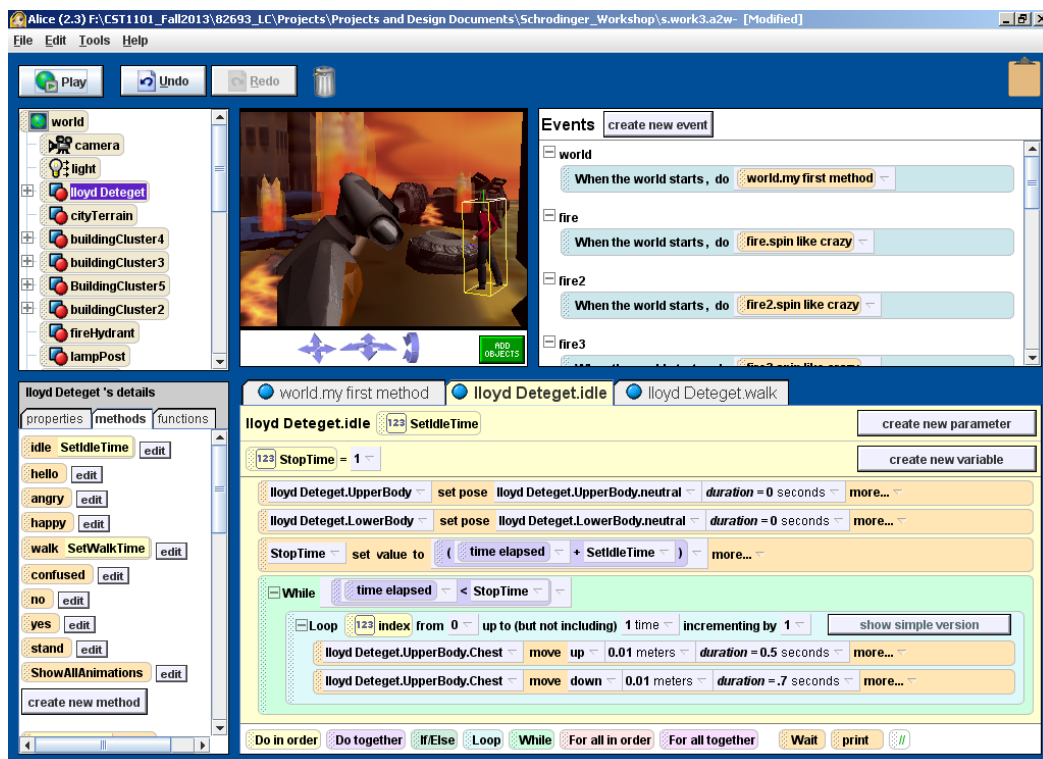 Alice (2.3) F:\CST1101_Fall2013\82693_LC\Projects\Projects and Design Documents\Schrodinger_Workshop\s.work3.a2w- [Modified]
File Edit Tools Help
Play Undo Redo
world
camera
light
lloyd Deteget
cityTerrain
buildingCluster4
buildingCluster3
BuildingCluster5
buildingCluster2
fireHydrant
lampPost
ADD OBJECTS
Events create new event
world
When the world starts, do world.my first method
fire
When the world starts, do fire.spin like crazy
fire2
When the world starts, do fire2.spin like crazy
fire3
lloyd Deteget 's details
properties methods functions
idle SetIdleTime edit
hello edit
angry edit
happy edit
walk SetWalkTime edit
confused edit
no edit
yes edit
stand edit
ShowAllAnimations edit
create new method
world.my first method lloyd Deteget.idle lloyd Deteget.walk
lloyd Deteget.idle 123 SetIdleTime create new parameter
123 StopTime = 1 create new variable
lloyd Deteget.UpperBody set pose lloyd Deteget.UpperBody.neutral duration = 0 seconds more...
lloyd Deteget.LowerBody set pose lloyd Deteget.LowerBody.neutral duration = 0 seconds more...
StopTime set value to ( time elapsed + SetIdleTime ) more...
While time elapsed < StopTime
Loop 123 index from 0 up to (but not including) 1 time incrementing by 1 show simple version
lloyd Deteget.UpperBody.Chest move up 0.01 meters duration = 0.5 seconds more...
lloyd Deteget.UpperBody.Chest move down 0.01 meters duration = .7 seconds more...
Do in order Do together If/Else Loop While For all in order For all together Wait print //